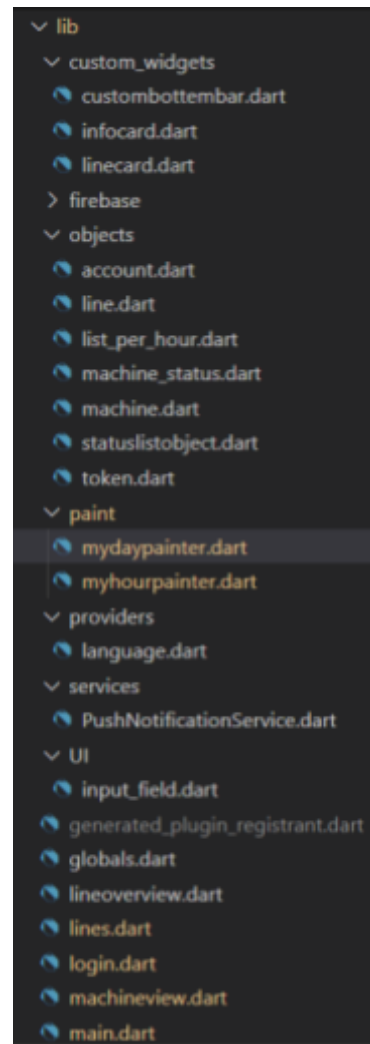 lib
custom_widgets
custombottembar.dart
infocard.dart
linecard.dart
firebase
objects
account.dart
line.dart
list_per_hour.dart
machine_status.dart
machine.dart
statuslistobject.dart
token.dart
paint
mydaypainter.dart
myhourpainter.dart
providers
language.dart
services
PushNotificationService.dart
UI
input_field.dart
generated_plugin_registrant.dart
globals.dart
lineoverview.dart
lines.dart
login.dart
machineview.dart
main.dart